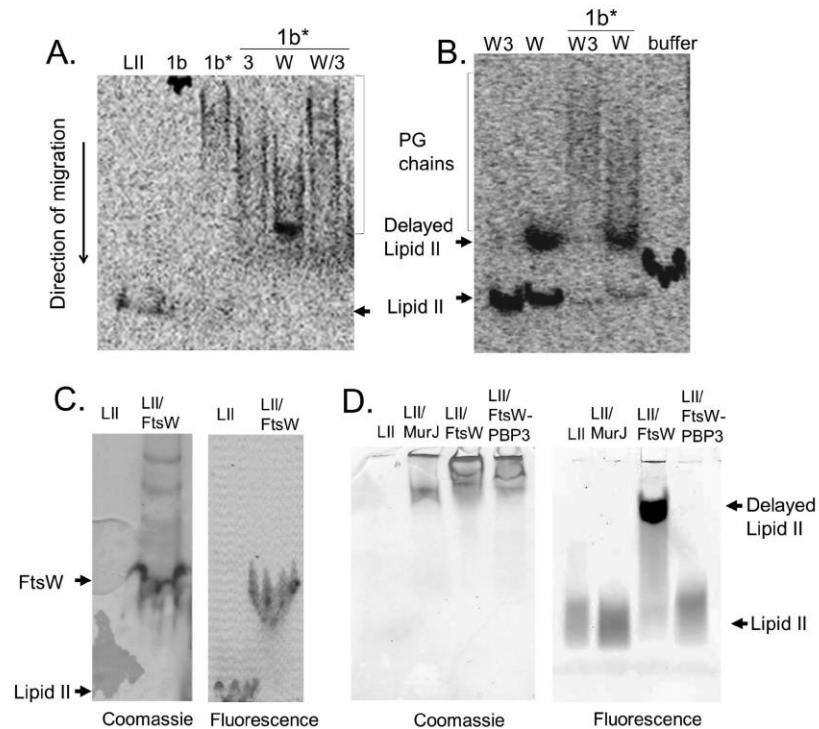 A.
1b*
LII 1b 1b* 3 W W/3
Direction of migration
B.
1b*
W3 W W3 W buffer
PG
chains
Delayed
Lipid II
Lipid II
C.
LII LII/
FtsW
LII LII/
FtsW
FtsW
Lipid II
Coomassie Fluorescence
D.
LII LII/
MurJ LII/
FtsW LII/
FtsW-
PBP3
LII LII/
MurJ LII/
FtsW LII/
FtsW-
PBP3
Delayed
Lipid II
Lipid II
Coomassie Fluorescence